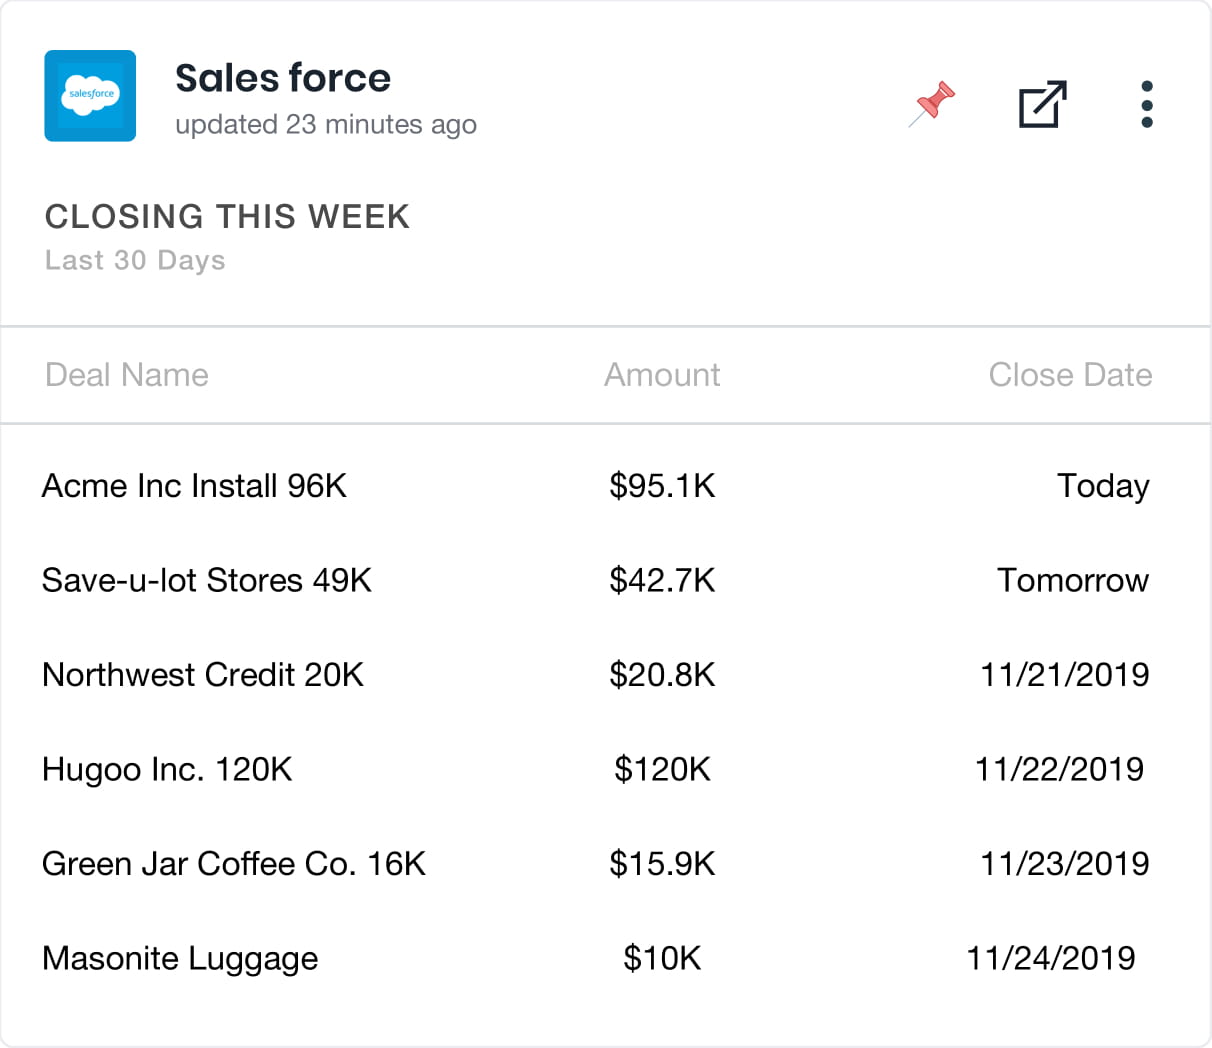 salesforce
Sales force
updated 23 minutes ago
CLOSING THIS WEEK
Last 30 Days
Deal Name Amount Close Date
Acme Inc Install 96K $95.1K Today
Save-u-lot Stores 49K $42.7K Tomorrow
Northwest Credit 20K $20.8K 11/21/2019
Hugoo Inc. 120K $120K 11/22/2019
Green Jar Coffee Co. 16K $15.9K 11/23/2019
Masonite Luggage $10K 11/24/2019